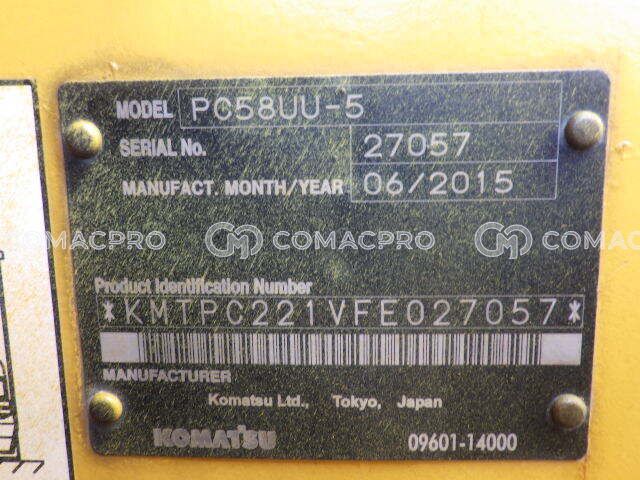 MODEL PC58UU-5
SERIAL No. 27057
MANUFACT. MONTH/YEAR 06/2015
COMACPRO COMACPRO COMACPRO
Product Identification Number
*KMTPC221VFE027057*
MANUFACTURER
Komatsu Ltd., Tokyo, Japan
KOMATSU 09601-14000